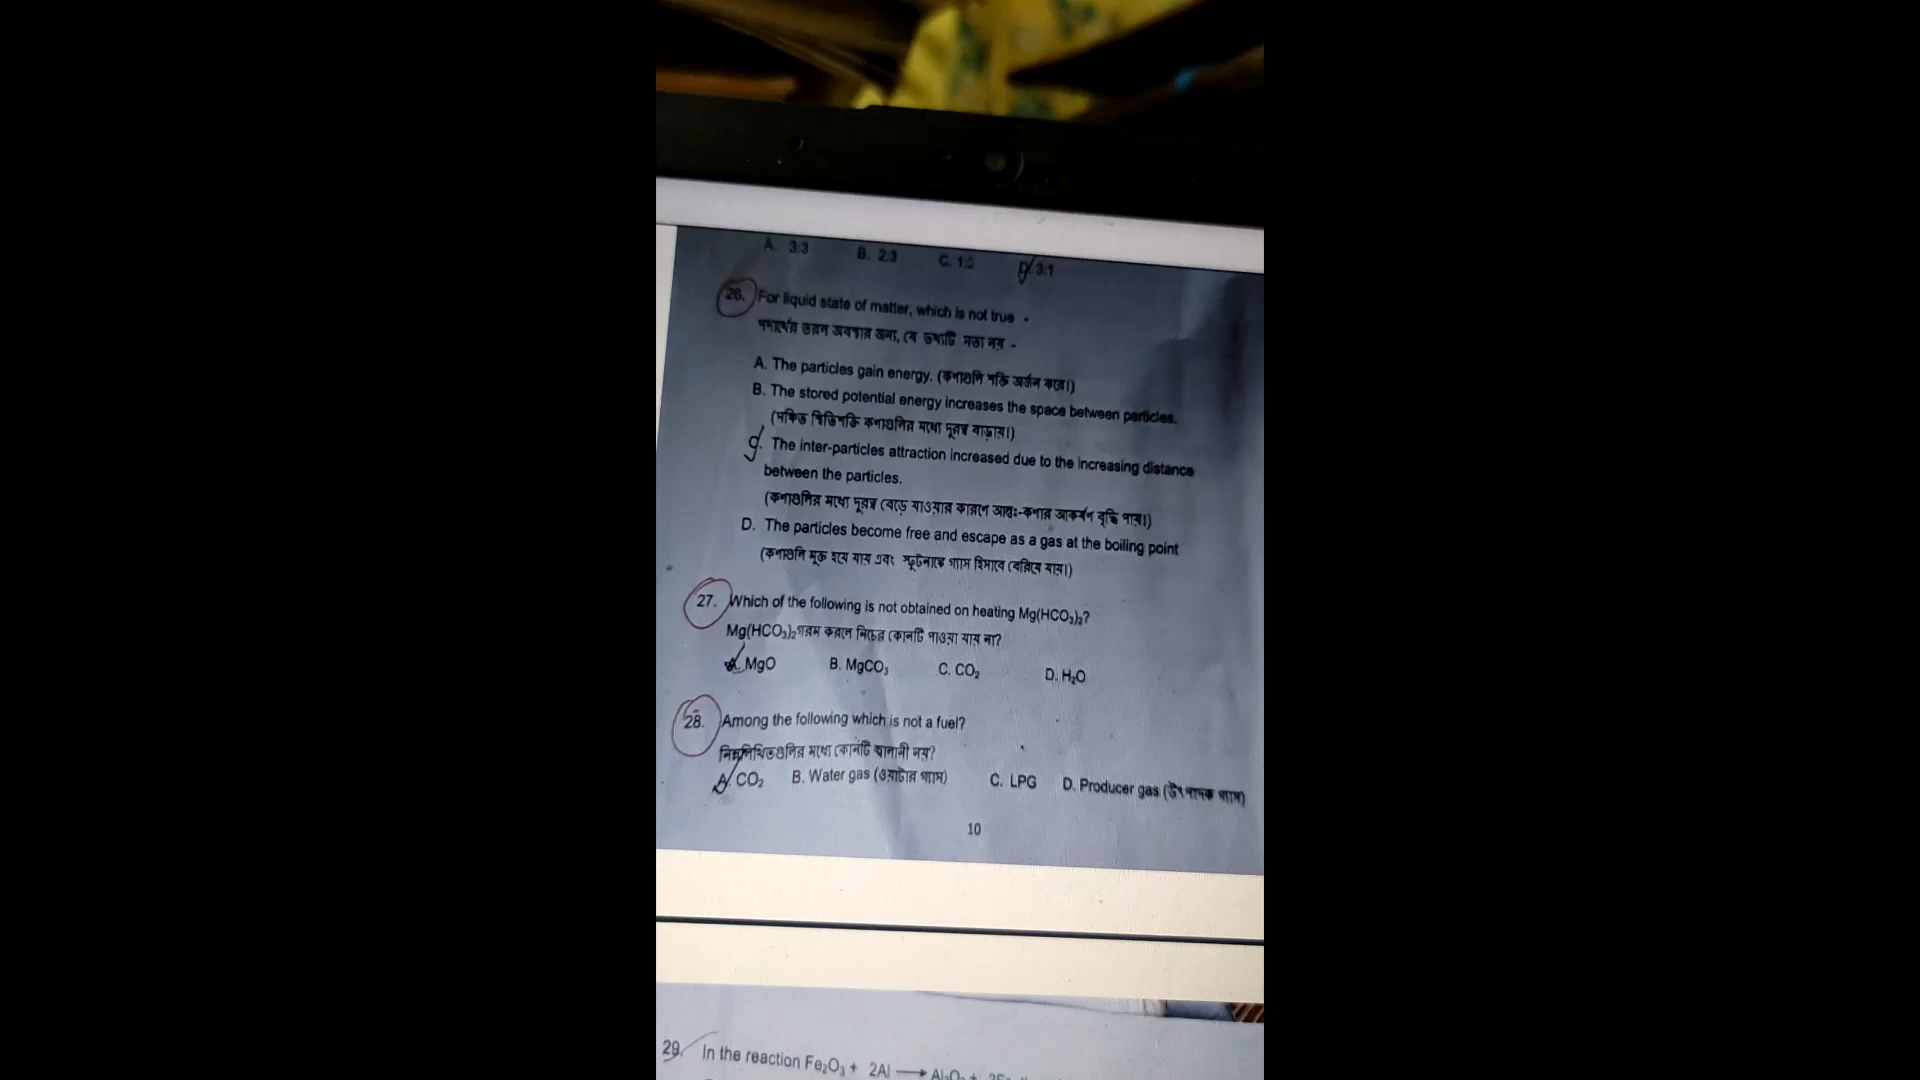 A. 3:3 B. 2:3 C. 1:2 D. 3:1
26. For liquid state of matter, which is not true -
পদার্থের তরল অবস্থার জন্য, যে তথ্যটি সত্য নয় -
A. The particles gain energy. (কণাগুলি শক্তি অর্জন করে।)
B. The stored potential energy increases the space between particles.
(সঞ্চিত স্থিতিশক্তি কণাগুলির মধ্যে দূরত্ব বাড়ায়।)
C. The inter-particles attraction increased due to the increasing distance
between the particles.
(কণাগুলির মধ্যে দূরত্ব বেড়ে যাওয়ার কারণে আন্তঃ-কণার আকর্ষণ বৃদ্ধি পায়।)
D. The particles become free and escape as a gas at the boiling point
(কণাগুলি মুক্ত হয়ে যায় এবং স্ফুটনাঙ্কে গ্যাস হিসাবে বেরিয়ে যায়।)
27. Which of the following is not obtained on heating Mg(HCO₃)₂?
Mg(HCO₃)₂ গরম করলে নিচের কোনটি পাওয়া যায় না?
A. MgO B. MgCO₃ C. CO₂ D. H₂O
28. Among the following which is not a fuel?
নিম্নলিখিতগুলির মধ্যে কোনটি জ্বালানী নয়?
A. CO₂ B. Water gas (ওয়াটার গ্যাস) C. LPG D. Producer gas (উৎপাদক গ্যাস)
10
29. In the reaction Fe₂O₃ + 2Al ⟶ Al₂O₃ +